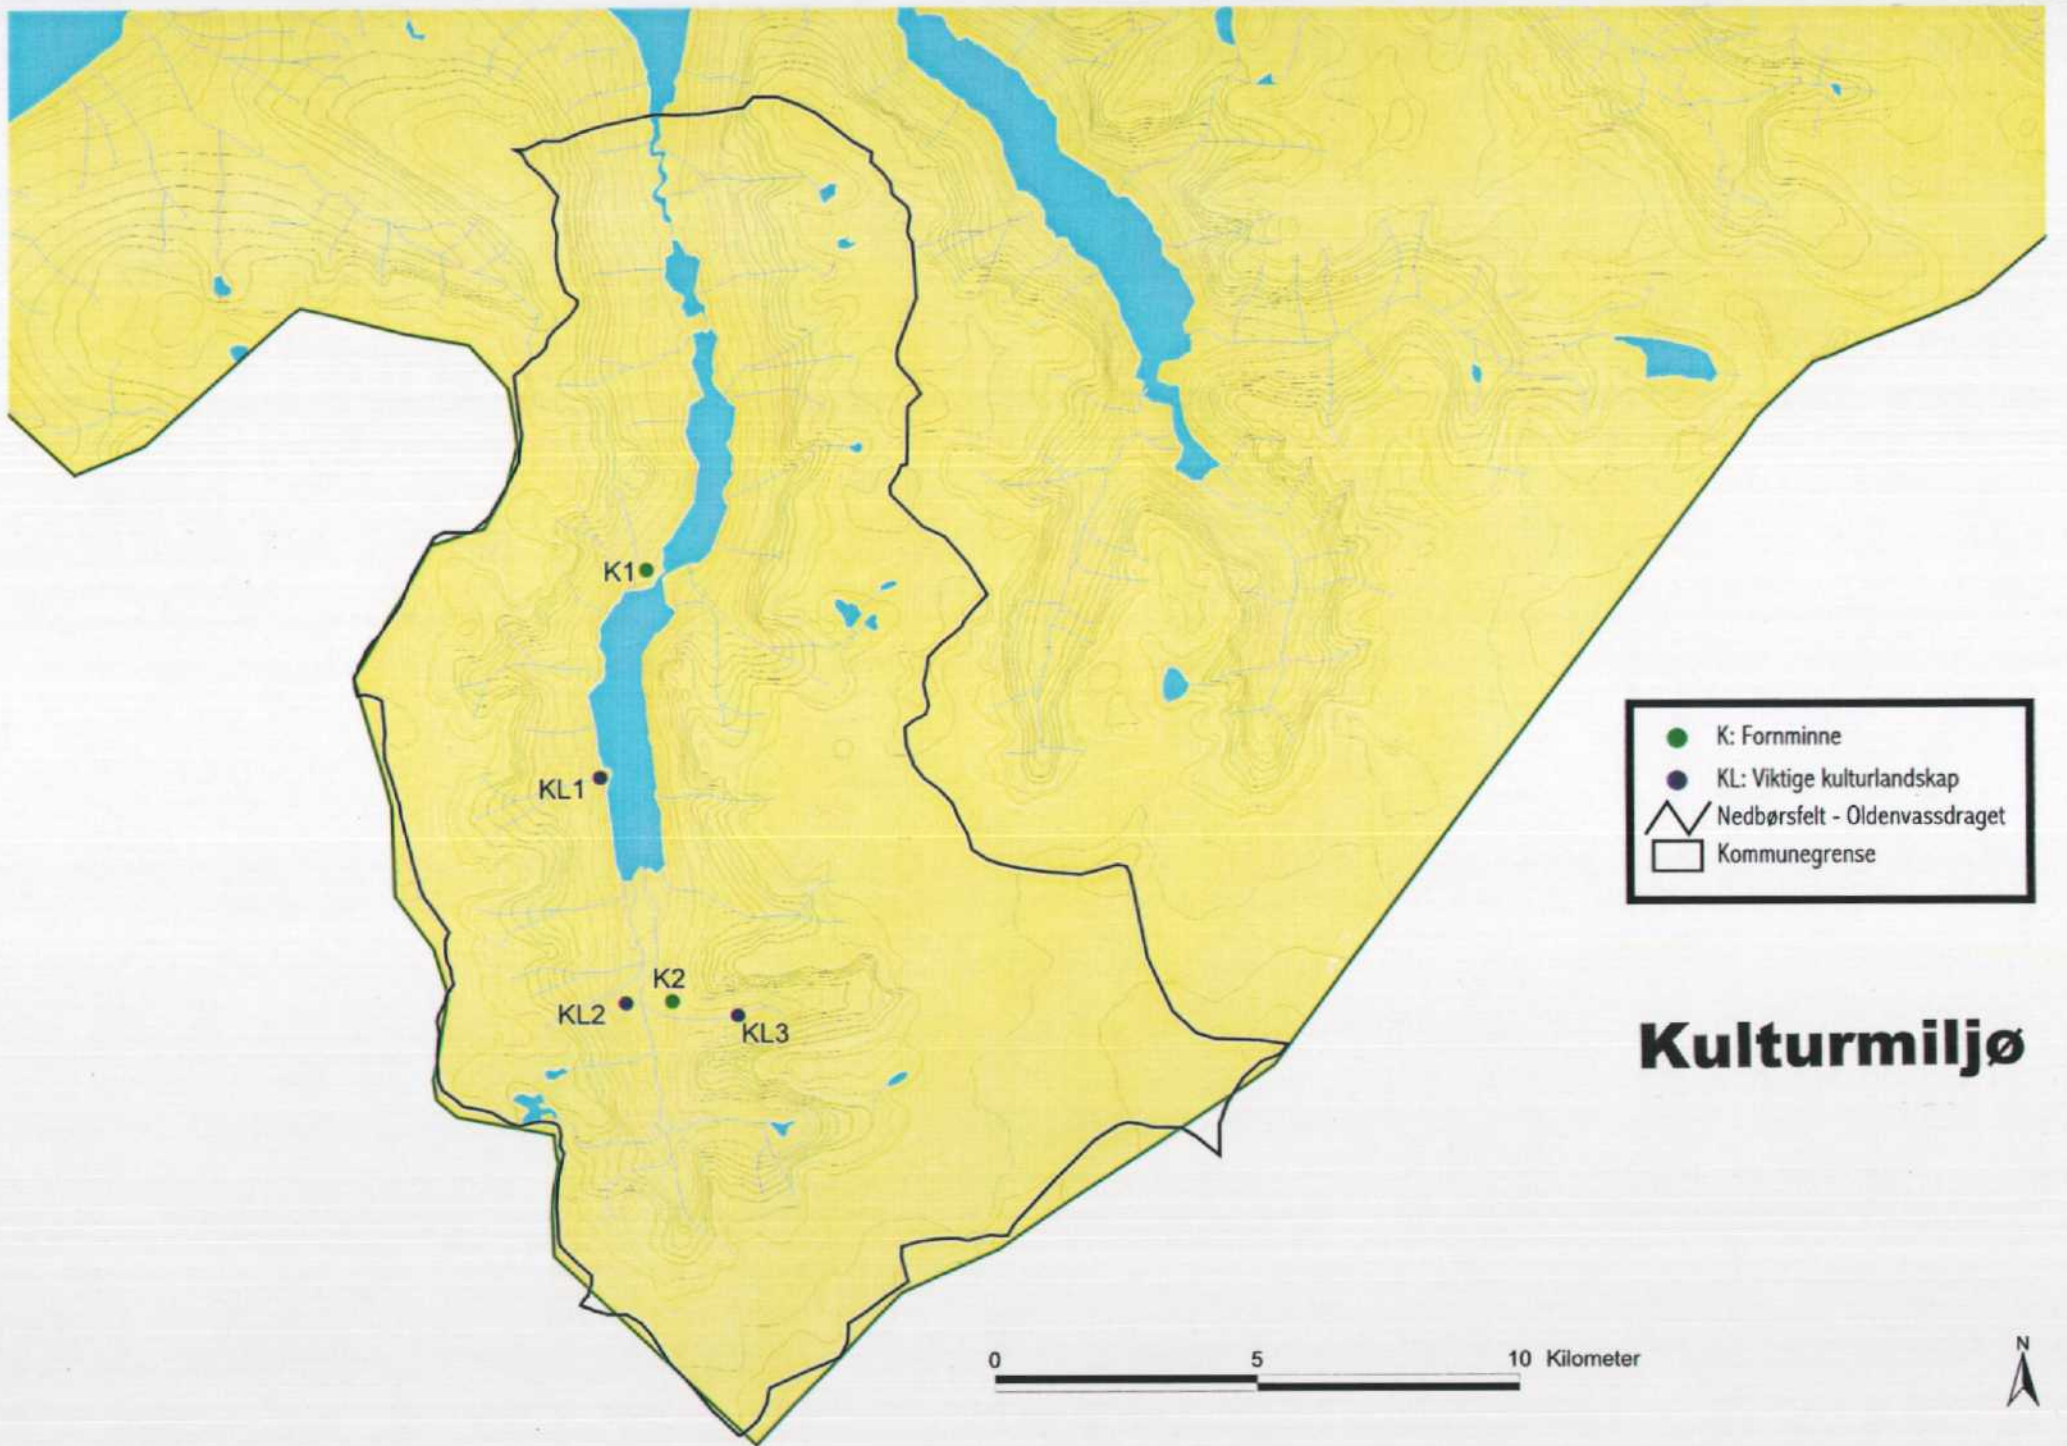 K1
KL1
K2
KL2
KL3
K: Fornminne
KL: Viktige kulturlandskap
Nedbørsfelt - Oldenvassdraget
Kommunegrense
Kulturmiljø
0 5 10 Kilometer
N